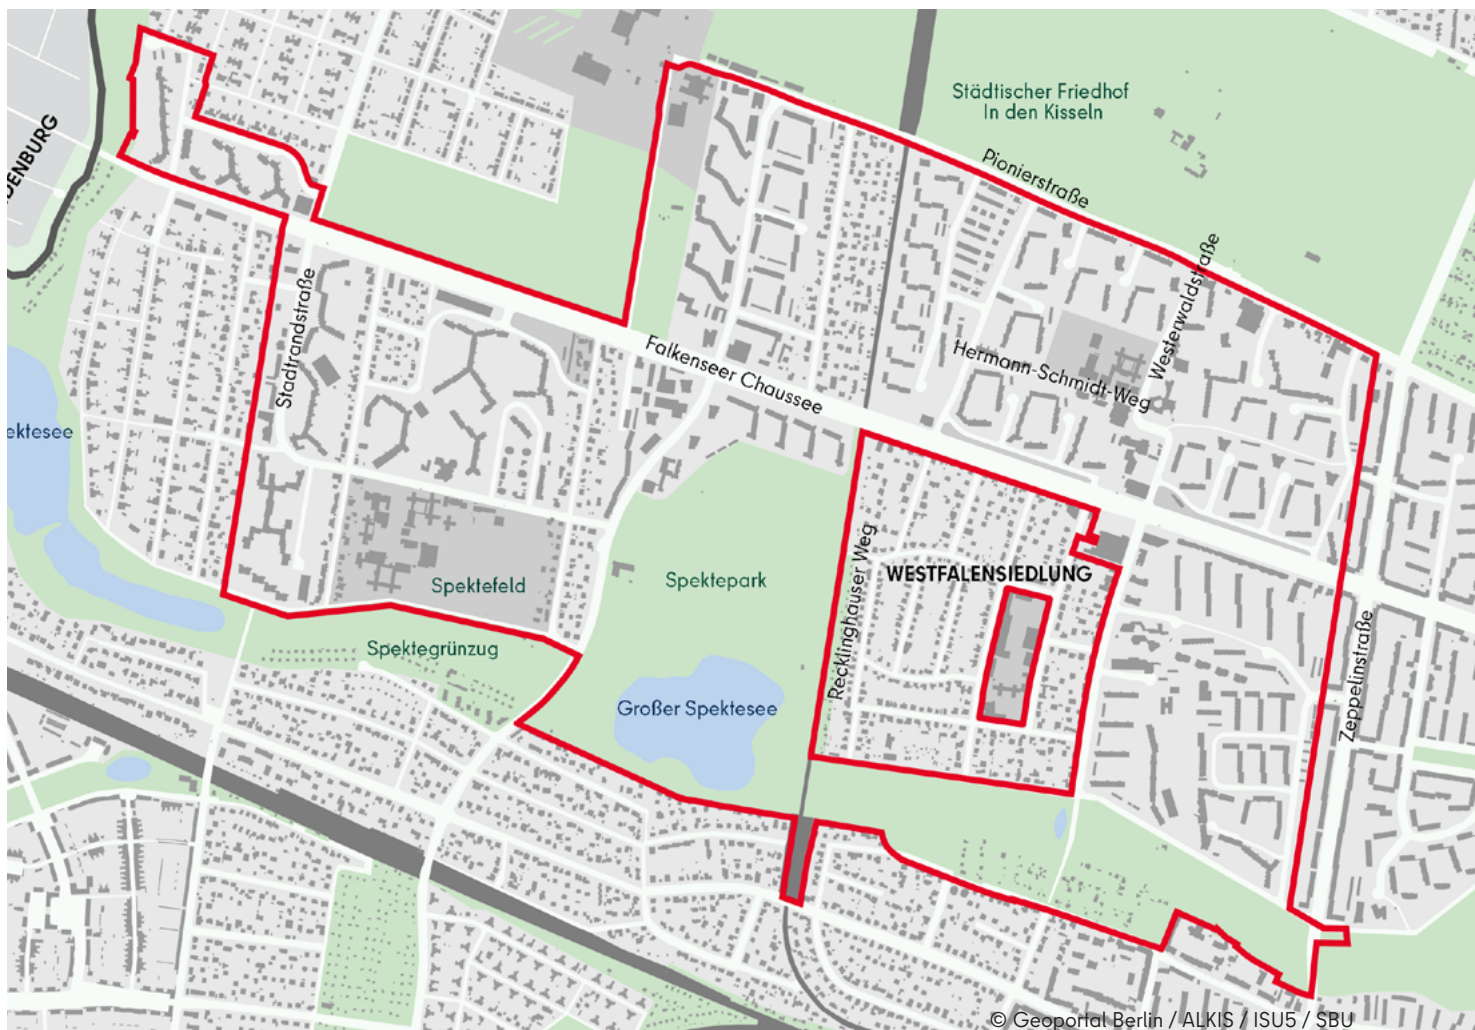 Städtischer Friedhof
In den Kisseln
DENBURG
Pionierstraße
Westerwaldstraße
Stadtrandstraße
Falkenseer Chaussee
Hermann-Schmidt-Weg
ektesee
Recklinghauser Weg
WESTFALENSIEDLUNG
Spektefeld
Spektepark
Spektegrünzug
Großer Spektesee
Zeppelinstraße
© Geoportal Berlin / ALKIS / ISU5 / SBU